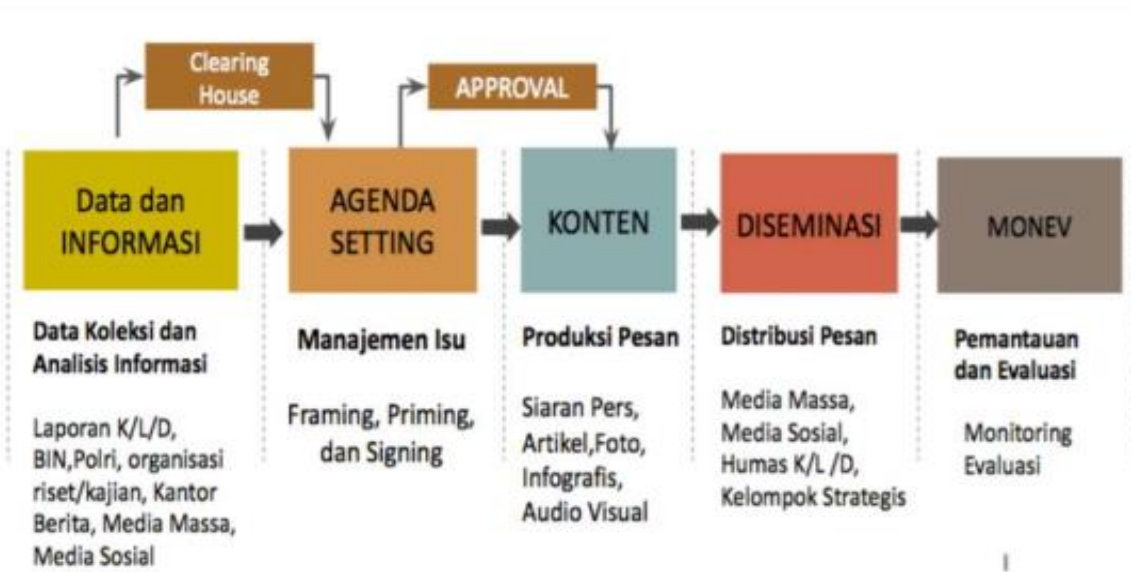 Clearing
House
APPROVAL
Data dan
INFORMASI
AGENDA
SETTING
KONTEN
DISEMINASI
MONEV
Data Koleksi dan
Analisis Informasi
Laporan K/L/D,
BIN,Polri, organisasi
riset/kajian, Kantor
Berita, Media Massa,
Media Sosial
Manajemen Isu
Framing, Priming,
dan Signing
Produksi Pesan
Siaran Pers,
Artikel,Foto,
Infografis,
Audio Visual
Distribusi Pesan
Media Massa,
Media Sosial,
Humas K/L /D,
Kelompok Strategis
Pemantauan
dan Evaluasi
Monitoring
Evaluasi